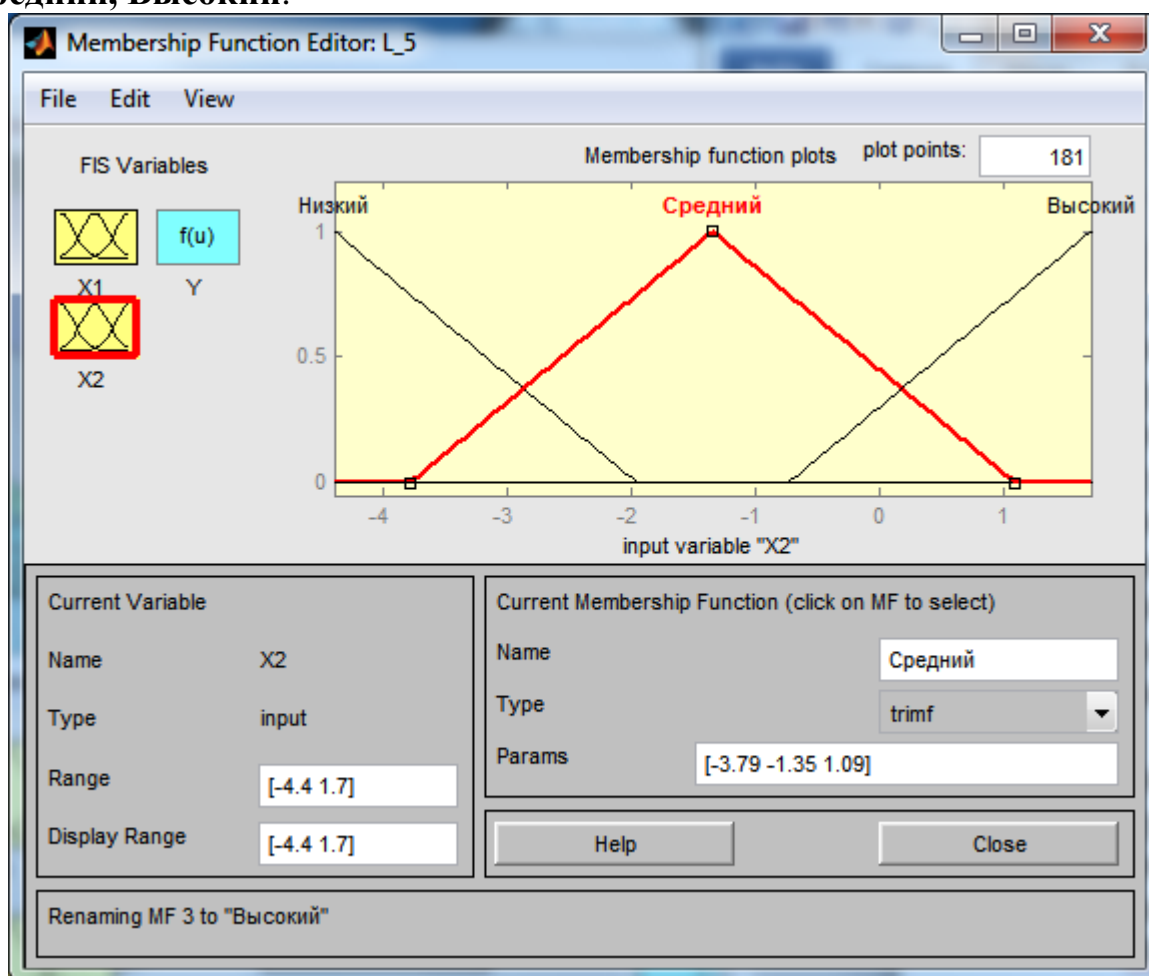 едний, Высокий.
Membership Function Editor: L_5
File Edit View
FIS Variables
Membership function plots plot points: 181
f(u)
X1 Y
X2
Низкий Средний Высокий
1
0.5
0
-4 -3 -2 -1 0 1
input variable "X2"
Current Variable
Name X2
Type input
Range [-4.4 1.7]
Display Range [-4.4 1.7]
Current Membership Function (click on MF to select)
Name Средний
Type trimf
Params [-3.79 -1.35 1.09]
Help Close
Renaming MF 3 to "Высокий"